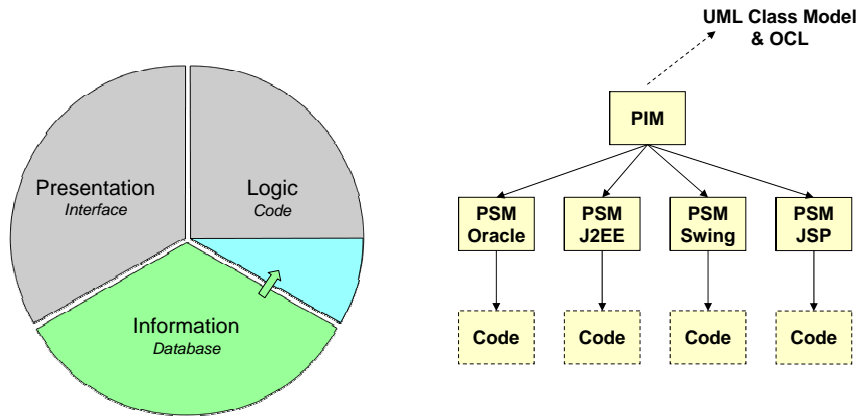 Presentation
Interface
Logic
Code
Information
Database
UML Class Model
& OCL
PIM
PSM
Oracle
PSM
J2EE
PSM
Swing
PSM
JSP
Code
Code
Code
Code